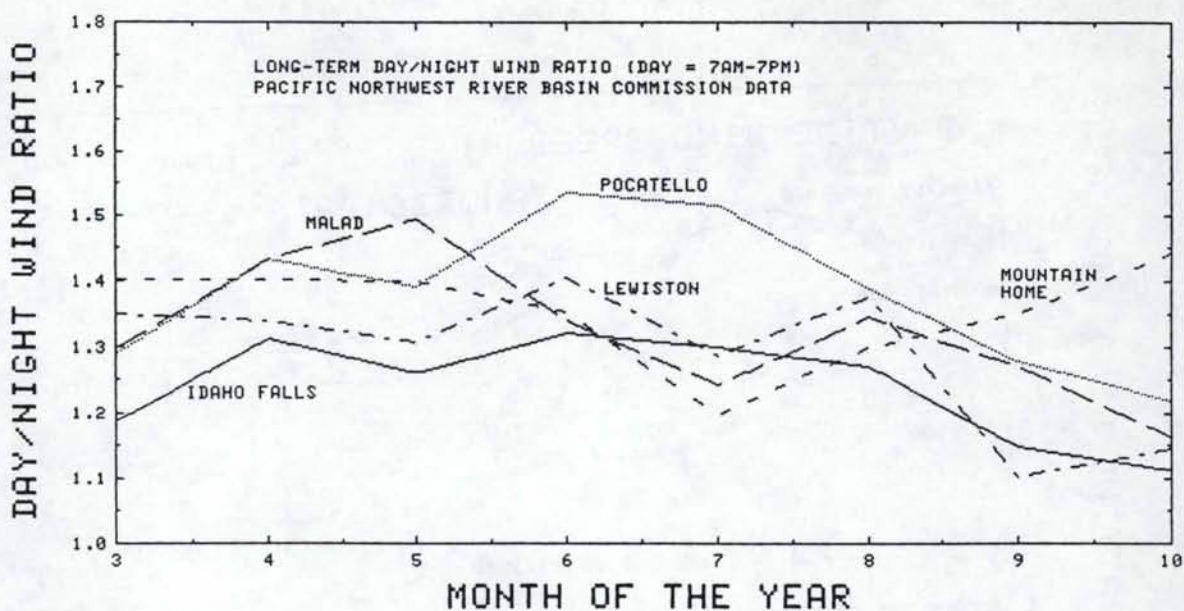 LONG-TERM DAY/NIGHT WIND RATIO (DAY = 7AM-7PM)
PACIFIC NORTHWEST RIVER BASIN COMMISSION DATA
DAY/NIGHT WIND RATIO
1.8
1.7
1.6
1.5
1.4
1.3
1.2
1.1
1.0
POCATELLO
MALAD
LEWISTON
MOUNTAIN
HOME
IDAHO FALLS
3 4 5 6 7 8 9 10
MONTH OF THE YEAR